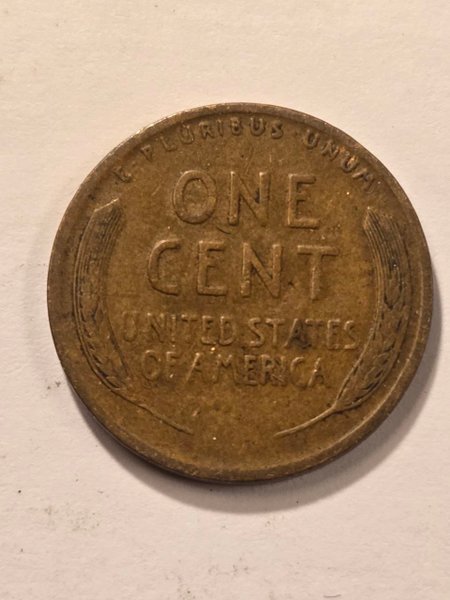 E·PLURIBUS·UNUM
ONE
CENT
UNITED STATES
OF AMERICA